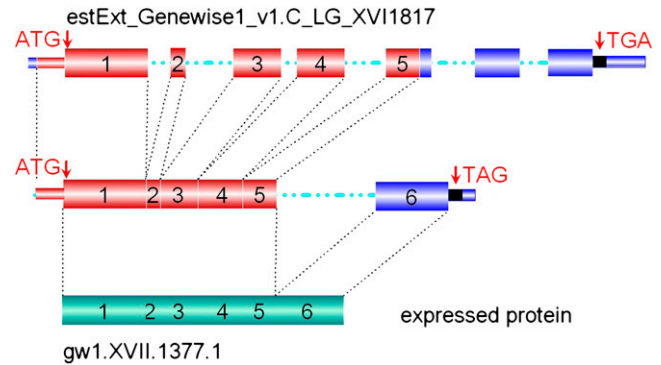 estExt_Genewise1_v1.C_LG_XVI1817
ATG TGA
1 2 3 4 5
ATG TAG
1 2 3 4 5 6
1 2 3 4 5 6 expressed protein
gw1.XVII.1377.1